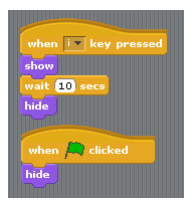 when i key pressed
show
wait 10 secs
hide
when clicked
hide